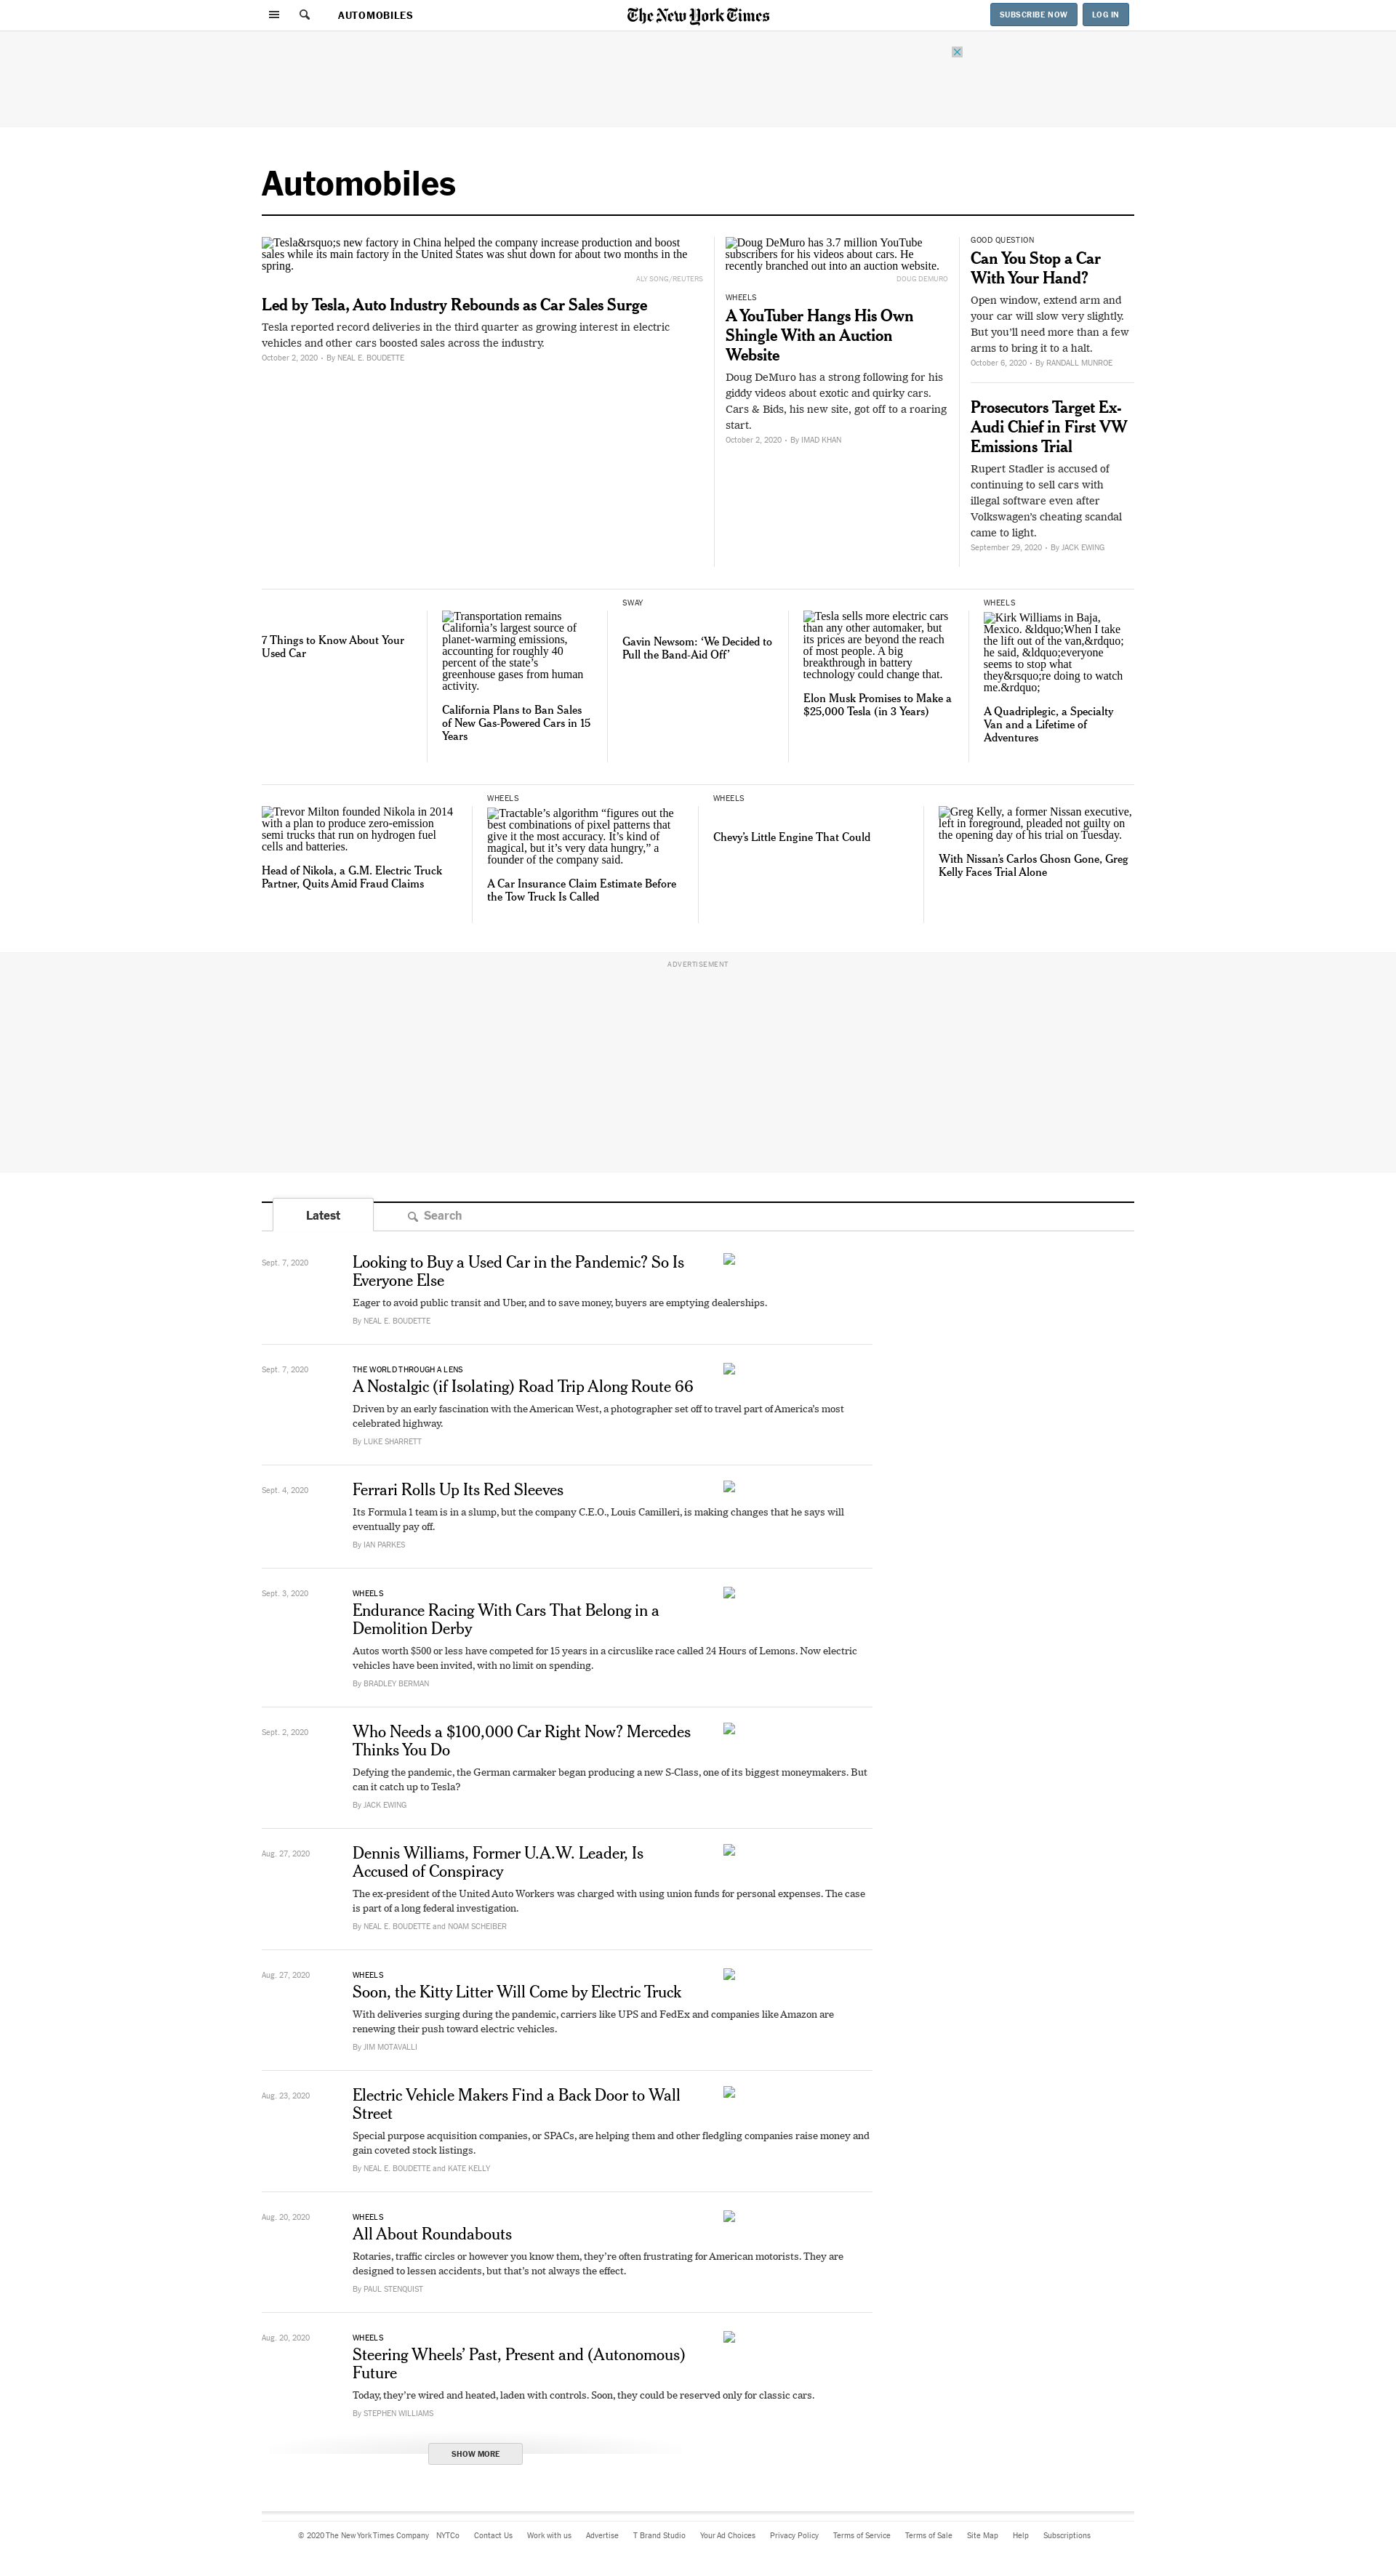 AUTOMOBILES
The New York Times
SUBSCRIBE NOW
LOG IN
Automobiles
Tesla&rsquo;s new factory in China helped the company increase production and boost
sales while its main factory in the United States was shut down for about two months in the
spring.
ALY SONG/REUTERS
Led by Tesla, Auto Industry Rebounds as Car Sales Surge
Tesla reported record deliveries in the third quarter as growing interest in electric
vehicles and other cars boosted sales across the industry.
October 2, 2020 • By NEAL E. BOUDETTE
Doug DeMuro has 3.7 million YouTube
subscribers for his videos about cars. He
recently branched out into an auction website.
DOUG DEMURO
WHEELS
A YouTuber Hangs His Own
Shingle With an Auction
Website
Doug DeMuro has a strong following for his
giddy videos about exotic and quirky cars.
Cars & Bids, his new site, got off to a roaring
start.
October 2, 2020 • By IMAD KHAN
GOOD QUESTION
Can You Stop a Car
With Your Hand?
Open window, extend arm and
your car will slow very slightly.
But you'll need more than a few
arms to bring it to a halt.
October 6, 2020 • By RANDALL MUNROE
Prosecutors Target Ex-
Audi Chief in First VW
Emissions Trial
Rupert Stadler is accused of
continuing to sell cars with
illegal software even after
Volkswagen's cheating scandal
came to light.
September 29, 2020 • By JACK EWING
7 Things to Know About Your
Used Car
Transportation remains
California's largest source of
planet-warming emissions,
accounting for roughly 40
percent of the state's
greenhouse gases from human
activity.
California Plans to Ban Sales
of New Gas-Powered Cars in 15
Years
SWAY
Gavin Newsom: ‘We Decided to
Pull the Band-Aid Off’
Tesla sells more electric cars
than any other automaker, but
its prices are beyond the reach
of most people. A big
breakthrough in battery
technology could change that.
Elon Musk Promises to Make a
$25,000 Tesla (in 3 Years)
WHEELS
Kirk Williams in Baja,
Mexico. &ldquo;When I take
the lift out of the van,&rdquo;
he said, &ldquo;everyone
seems to stop what
they&rsquo;re doing to watch
me.&rdquo;
A Quadriplegic, a Specialty
Van and a Lifetime of
Adventures
Trevor Milton founded Nikola in 2014
with a plan to produce zero-emission
semi trucks that run on hydrogen fuel
cells and batteries.
Head of Nikola, a G.M. Electric Truck
Partner, Quits Amid Fraud Claims
WHEELS
Tractable's algorithm “figures out the
best combinations of pixel patterns that
give it the most accuracy. It's kind of
magical, but it's very data hungry,” a
founder of the company said.
A Car Insurance Claim Estimate Before
the Tow Truck Is Called
WHEELS
Chevy's Little Engine That Could
Greg Kelly, a former Nissan executive,
left in foreground, pleaded not guilty on
the opening day of his trial on Tuesday.
With Nissan's Carlos Ghosn Gone, Greg
Kelly Faces Trial Alone
ADVERTISEMENT
Latest
Search
Sept. 7, 2020
Looking to Buy a Used Car in the Pandemic? So Is
Everyone Else
Eager to avoid public transit and Uber, and to save money, buyers are emptying dealerships.
By NEAL E. BOUDETTE
Sept. 7, 2020
THE WORLD THROUGH A LENS
A Nostalgic (if Isolating) Road Trip Along Route 66
Driven by an early fascination with the American West, a photographer set off to travel part of America's most
celebrated highway.
By LUKE SHARRETT
Sept. 4, 2020
Ferrari Rolls Up Its Red Sleeves
Its Formula 1 team is in a slump, but the company C.E.O., Louis Camilleri, is making changes that he says will
eventually pay off.
By IAN PARKES
Sept. 3, 2020
WHEELS
Endurance Racing With Cars That Belong in a
Demolition Derby
Autos worth $500 or less have competed for 15 years in a circuslike race called 24 Hours of Lemons. Now electric
vehicles have been invited, with no limit on spending.
By BRADLEY BERMAN
Sept. 2, 2020
Who Needs a $100,000 Car Right Now? Mercedes
Thinks You Do
Defying the pandemic, the German carmaker began producing a new S-Class, one of its biggest moneymakers. But
can it catch up to Tesla?
By JACK EWING
Aug. 27, 2020
Dennis Williams, Former U.A.W. Leader, Is
Accused of Conspiracy
The ex-president of the United Auto Workers was charged with using union funds for personal expenses. The case
is part of a long federal investigation.
By NEAL E. BOUDETTE and NOAM SCHEIBER
Aug. 27, 2020
WHEELS
Soon, the Kitty Litter Will Come by Electric Truck
With deliveries surging during the pandemic, carriers like UPS and FedEx and companies like Amazon are
renewing their push toward electric vehicles.
By JIM MOTAVALLI
Aug. 23, 2020
Electric Vehicle Makers Find a Back Door to Wall
Street
Special purpose acquisition companies, or SPACs, are helping them and other fledgling companies raise money and
gain coveted stock listings.
By NEAL E. BOUDETTE and KATE KELLY
Aug. 20, 2020
WHEELS
All About Roundabouts
Rotaries, traffic circles or however you know them, they're often frustrating for American motorists. They are
designed to lessen accidents, but that's not always the effect.
By PAUL STENQUIST
Aug. 20, 2020
WHEELS
Steering Wheels' Past, Present and (Autonomous)
Future
Today, they're wired and heated, laden with controls. Soon, they could be reserved only for classic cars.
By STEPHEN WILLIAMS
SHOW MORE
© 2020 The New York Times Company NYTCo Contact Us Work with us Advertise T Brand Studio Your Ad Choices Privacy Policy Terms of Service Terms of Sale Site Map Help Subscriptions